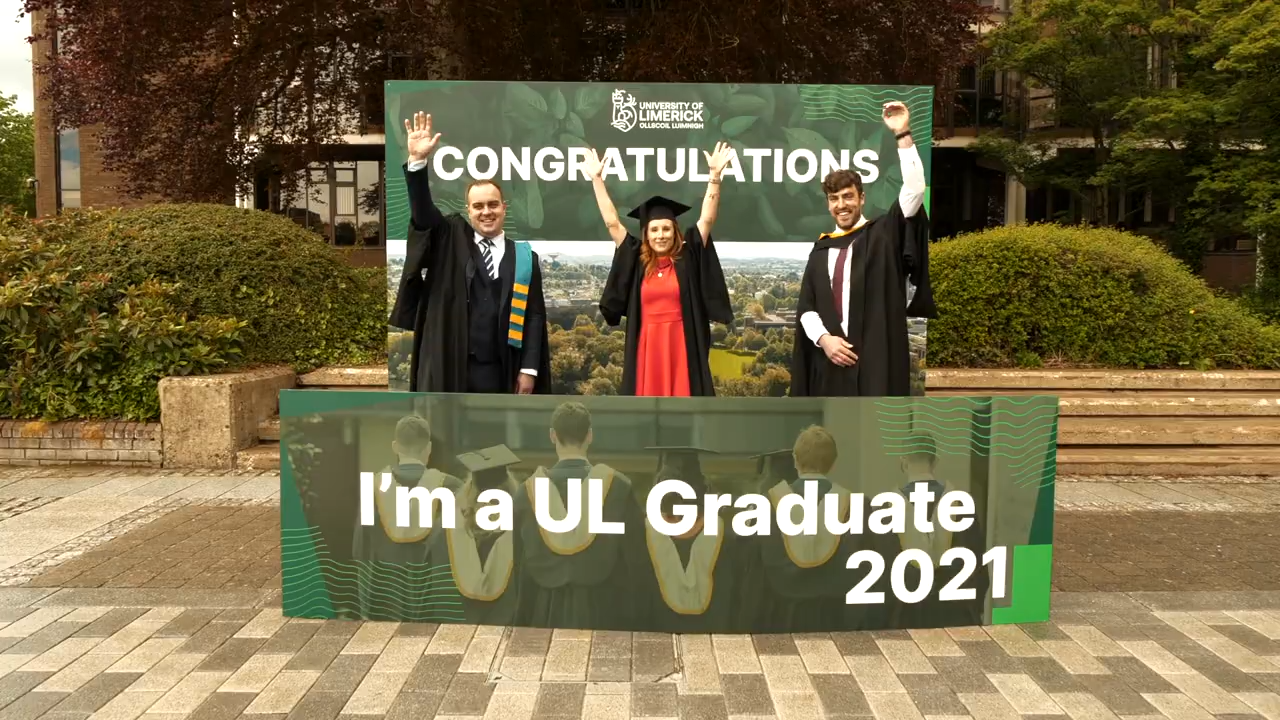 UNIVERSITY OF
LIMERICK
OLLSCOIL LUIMNIGH
CONGRATULATIONS
I'm a UL Graduate
2021